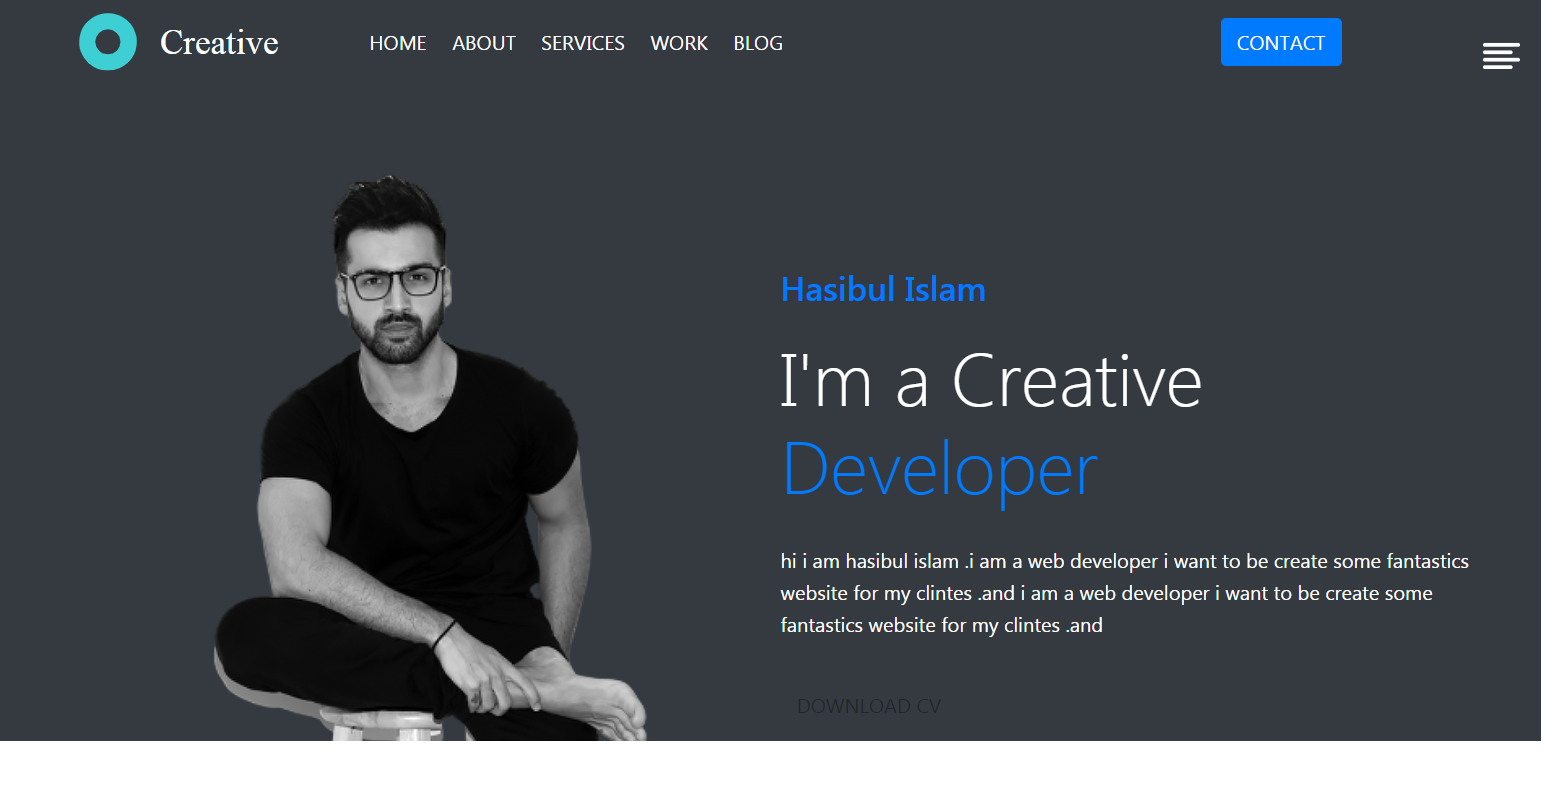 Creative
HOME ABOUT SERVICES WORK BLOG
CONTACT
Hasibul Islam
I'm a Creative
Developer
hi i am hasibul islam .i am a web developer i want to be create some fantastics
website for my clintes .and i am a web developer i want to be create some
fantastics website for my clintes .and
DOWNLOAD CV